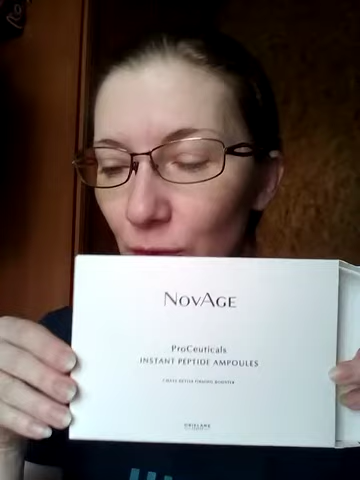 NOVAGE
ProCeuticals
INSTANT PEPTIDE AMPOULES
ORIFLAME